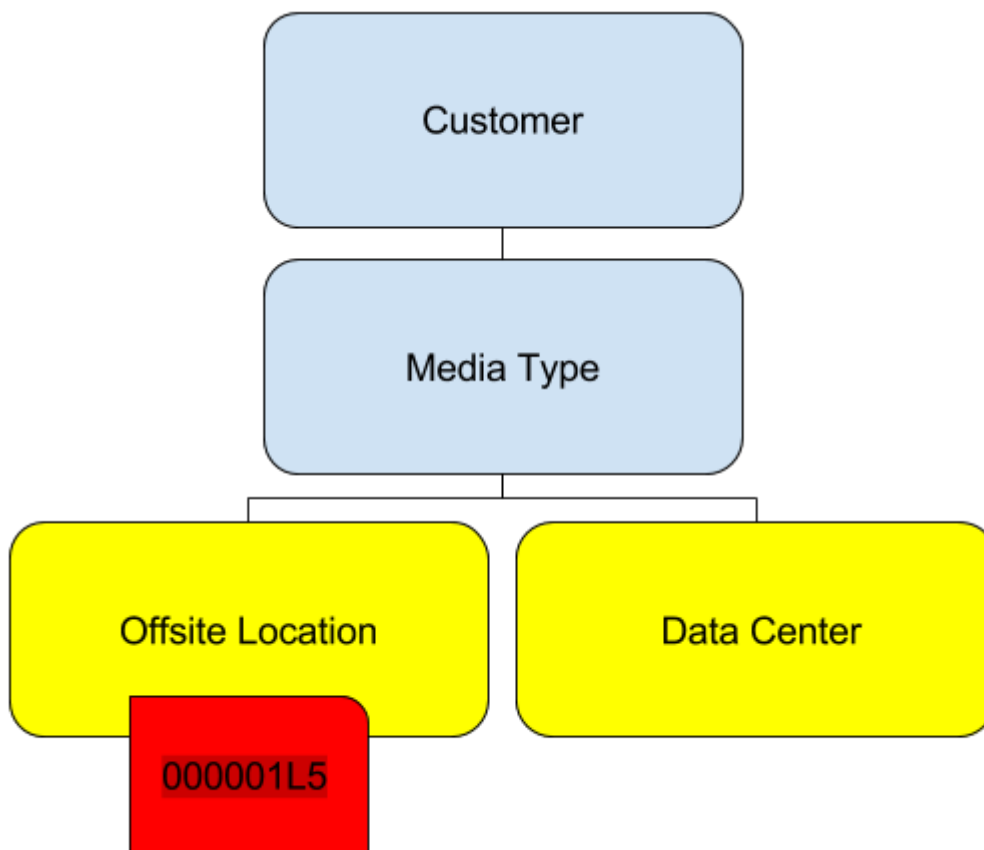 Customer
Media Type
Offsite Location
Data Center
000001L5